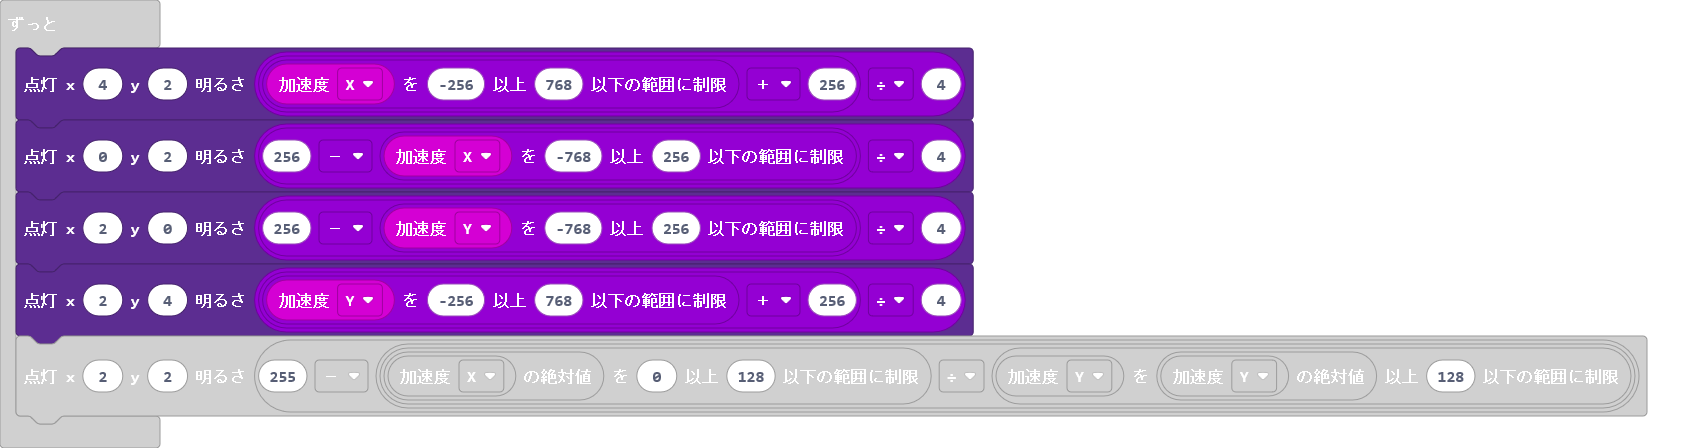 ずっと
点灯 x 4 y 2 明るさ 加速度 X を -256 以上 768 以下の範囲に制限 + 256 ÷ 4
点灯 x 0 y 2 明るさ 256 - 加速度 X を -768 以上 256 以下の範囲に制限 ÷ 4
点灯 x 2 y 0 明るさ 256 - 加速度 Y を -768 以上 256 以下の範囲に制限 ÷ 4
点灯 x 2 y 4 明るさ 加速度 Y を -256 以上 768 以下の範囲に制限 + 256 ÷ 4
点灯 x 2 y 2 明るさ 255 - 加速度 X の絶対値 を 0 以上 128 以下の範囲に制限 ÷ 加速度 Y を 加速度 Y の絶対値 以上 128 以下の範囲に制限